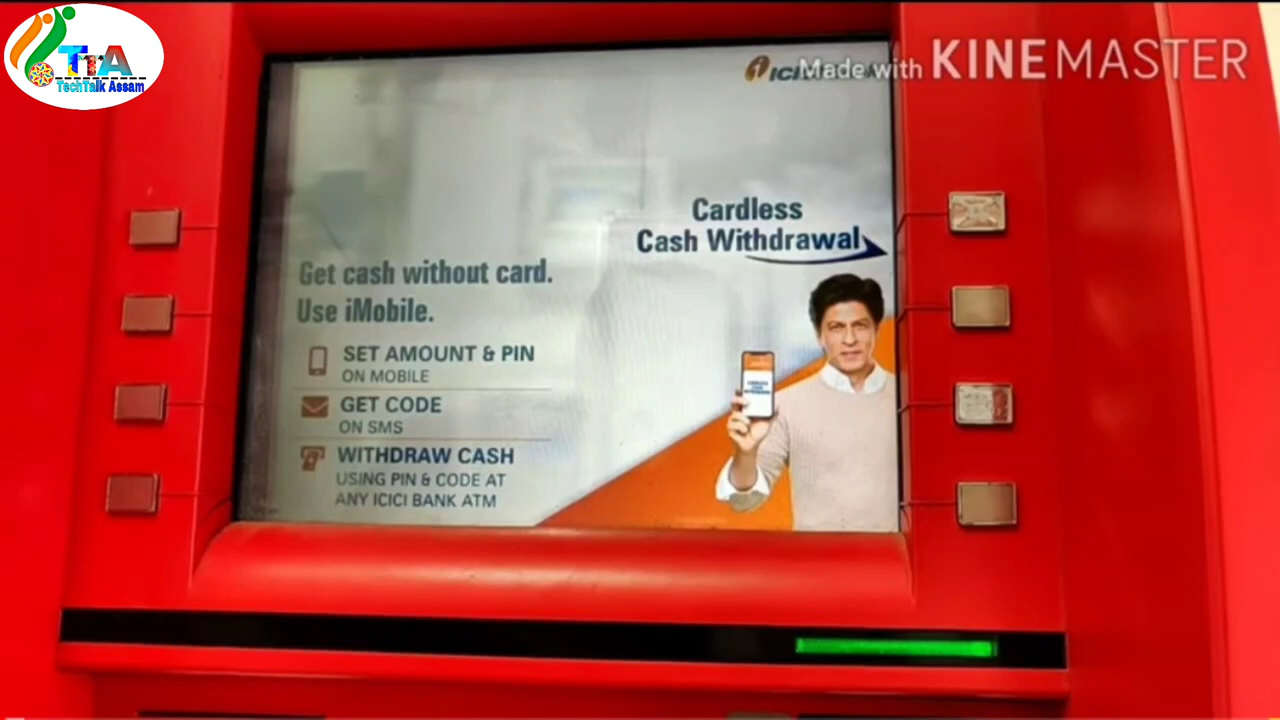 TTA
TechTalk Assam
Made with KINEMASTER
Cardless
Cash Withdrawal
Get cash without card.
Use iMobile.
SET AMOUNT & PIN
ON MOBILE
GET CODE
ON SMS
WITHDRAW CASH
USING PIN & CODE AT
ANY ICICI BANK ATM